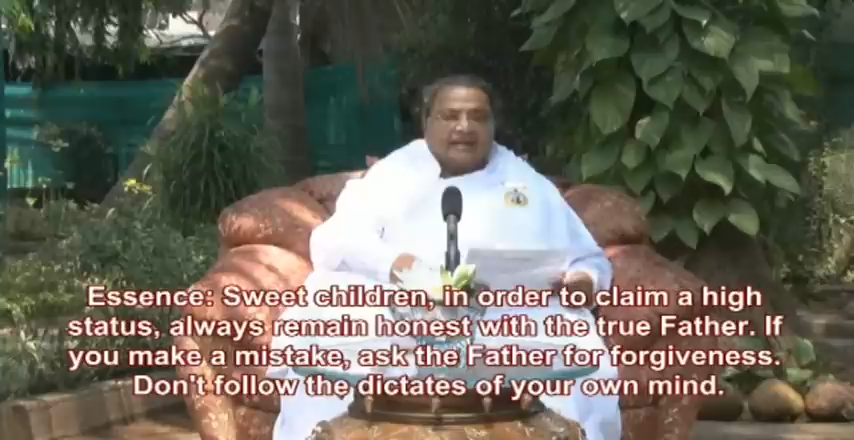 Essence: Sweet children, in order to claim a high
status, always remain honest with the true Father. If
you make a mistake, ask the Father for forgiveness.
Don't follow the dictates of your own mind.